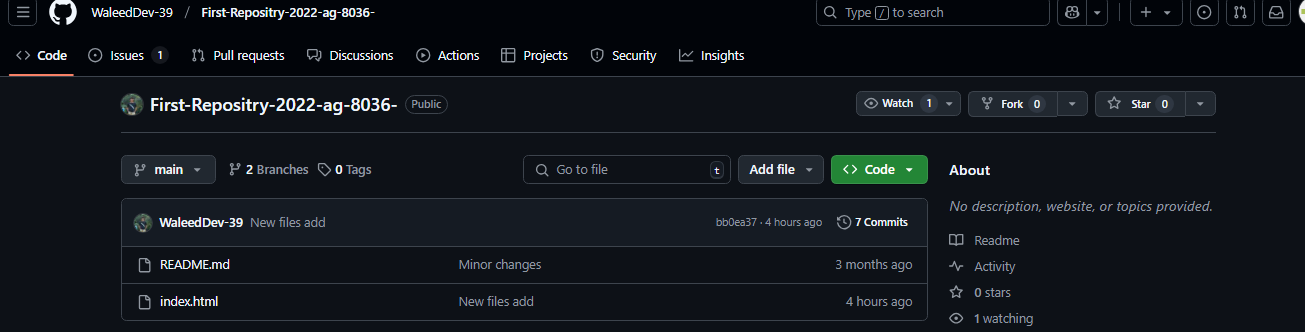 WaleedDev-39 / First-Repositry-2022-ag-8036-
Type / to search
Code Issues 1 Pull requests Discussions Actions Projects Security Insights
First-Repositry-2022-ag-8036- Public
Watch 1 Fork 0 Star 0
main 2 Branches 0 Tags Go to file t Add file Code
WaleedDev-39 New files add bb0ea37 · 4 hours ago 7 Commits
README.md Minor changes 3 months ago
index.html New files add 4 hours ago
About
No description, website, or topics provided.
Readme
Activity
0 stars
1 watching